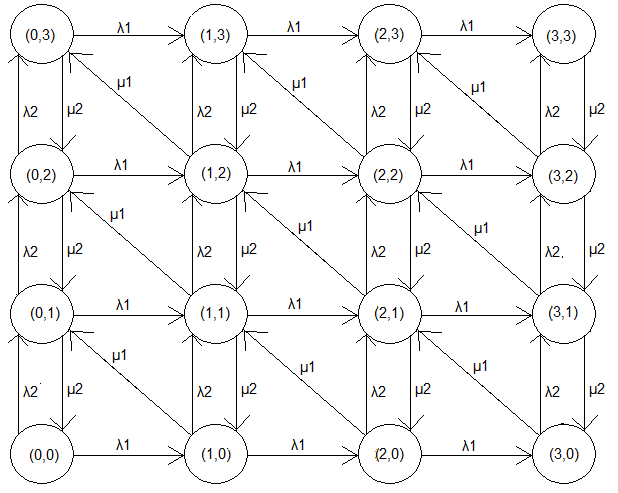 λ1 λ1 λ1
(0,3) (1,3) (2,3) (3,3)
μ1 μ1 μ1
λ2 μ2 λ2 μ2 λ2 μ2 λ2 μ2
λ1 λ1 λ1
(0,2) (1,2) (2,2) (3,2)
μ1 μ1 μ1
λ2 μ2 λ2 μ2 λ2 μ2 λ2. μ2
λ1 λ1 λ1
(0,1) (1,1) (2,1) (3,1)
μ1 μ1 μ1
λ2 μ2 λ2 μ2 λ2 μ2 λ2 μ2
λ1 λ1 λ1
(0,0) (1,0) (2,0) (3,0)